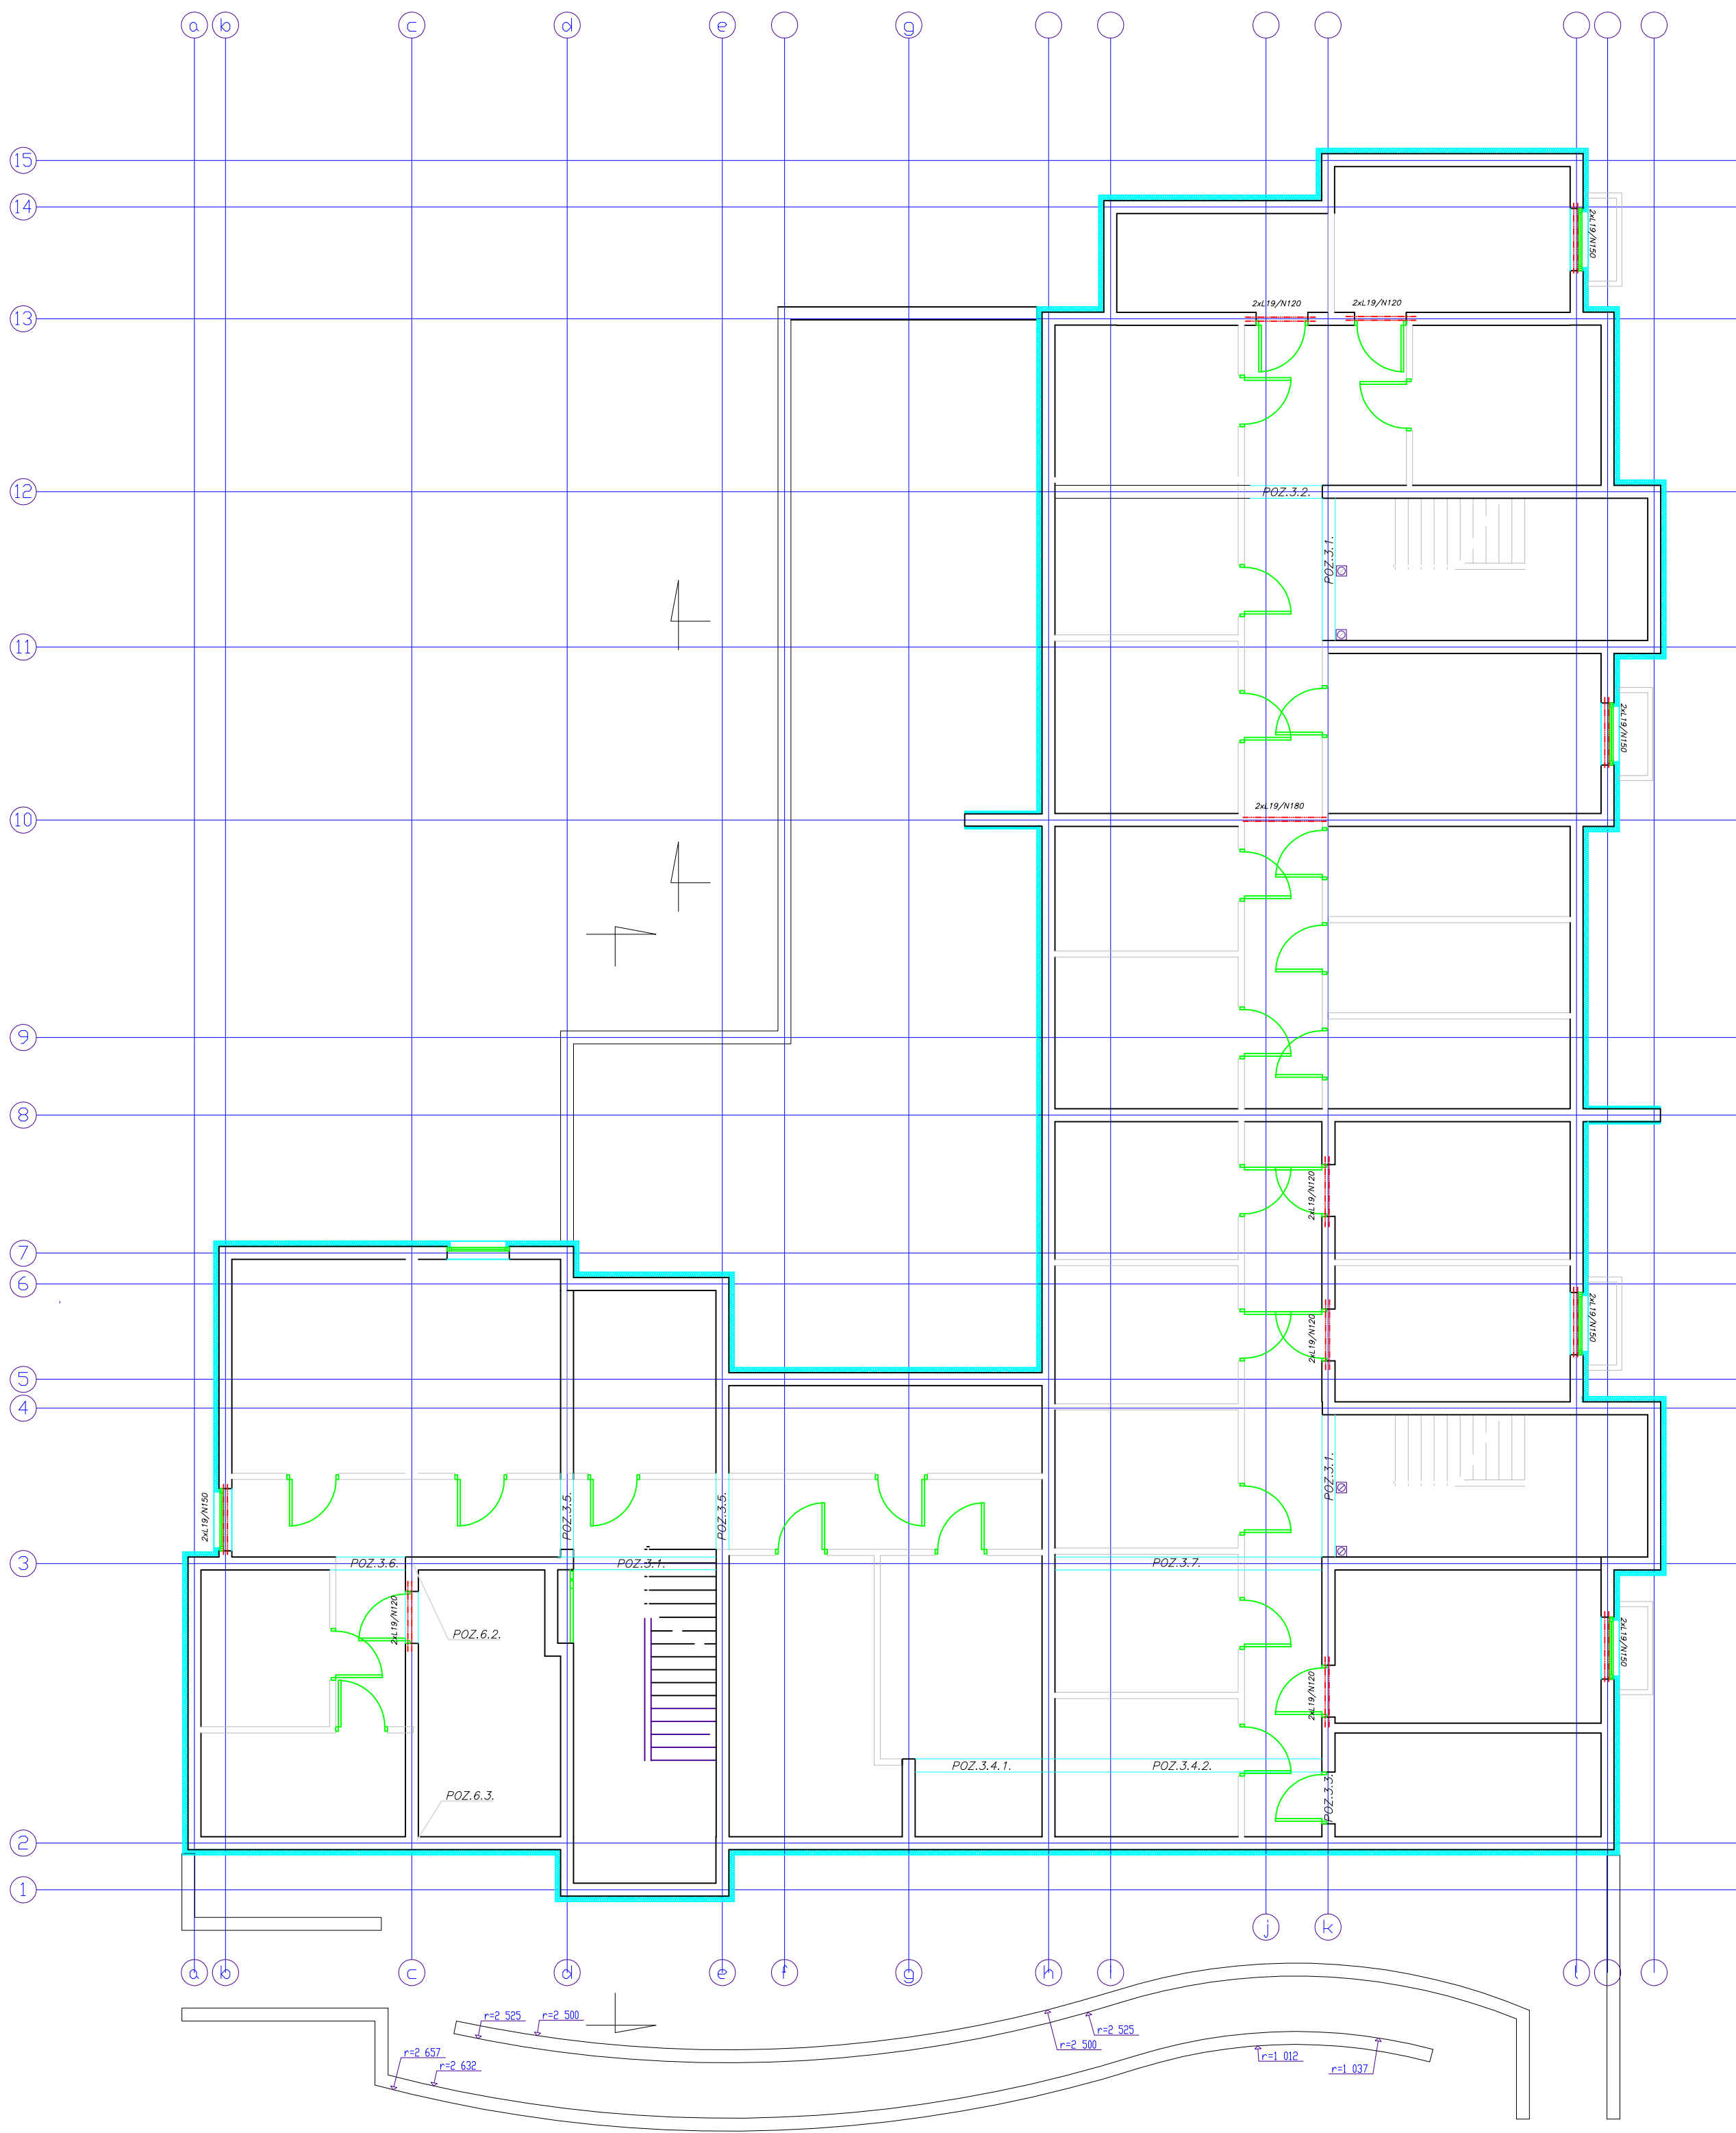 a b c d e g
15
14
2xL19/N150
2xL19/N120 2xL19/N120
13
12
POZ.3.2.
POZ.3.1.
11
2xL19/N150
2xL19/N180
10
9
8
2xL19/N120
7
6
2xL19/N150
2xL19/N120
5
4
POZ.3.1.
2xL19/N150
POZ.3.5.
POZ.3.5.
3
POZ.3.6. POZ.3.1. POZ.3.7.
2xL19/N120
POZ.6.2.
2xL19/N150
2xL19/N120
POZ.3.4.1. POZ.3.4.2.
POZ.3.3.
POZ.6.3.
2
1
j k
a b c d e f g h i l
r=2 525 r=2 500
r=2 525
r=2 500
r=2 657
r=2 632
r=1 012
r=1 037